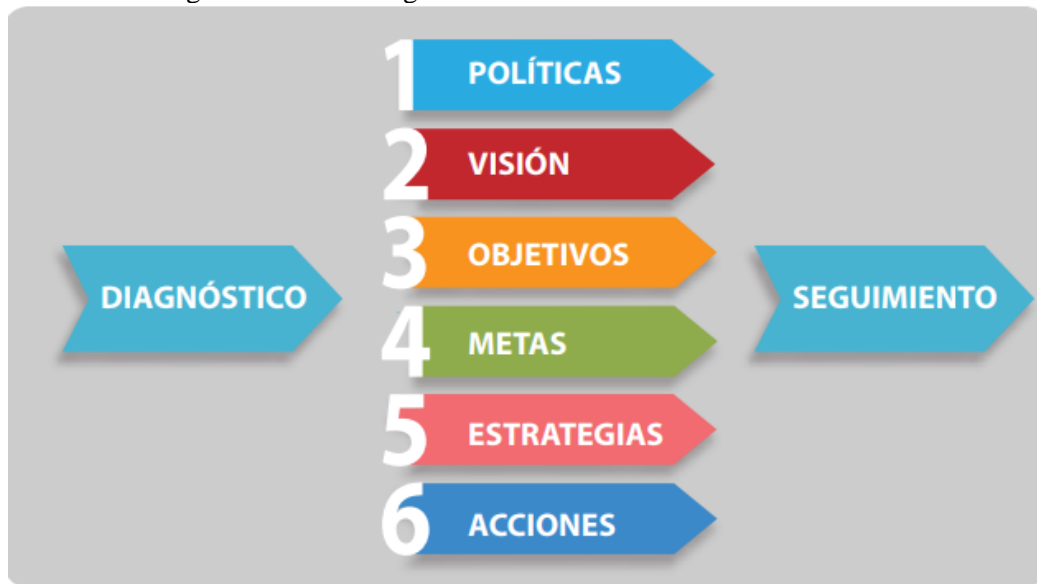 1 POLÍTICAS
2 VISIÓN
3 OBJETIVOS
DIAGNÓSTICO
SEGUIMIENTO
4 METAS
5 ESTRATEGIAS
6 ACCIONES